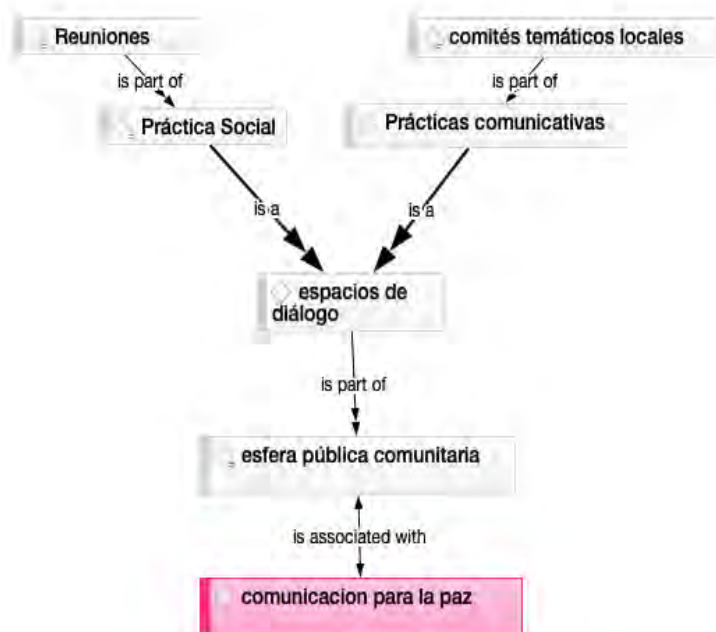 Reuniones
comités temáticos locales
is part of
is part of
Práctica Social
Prácticas comunicativas
is a
is a
espacios de
diálogo
is part of
esfera pública comunitaria
is associated with
comunicacion para la paz